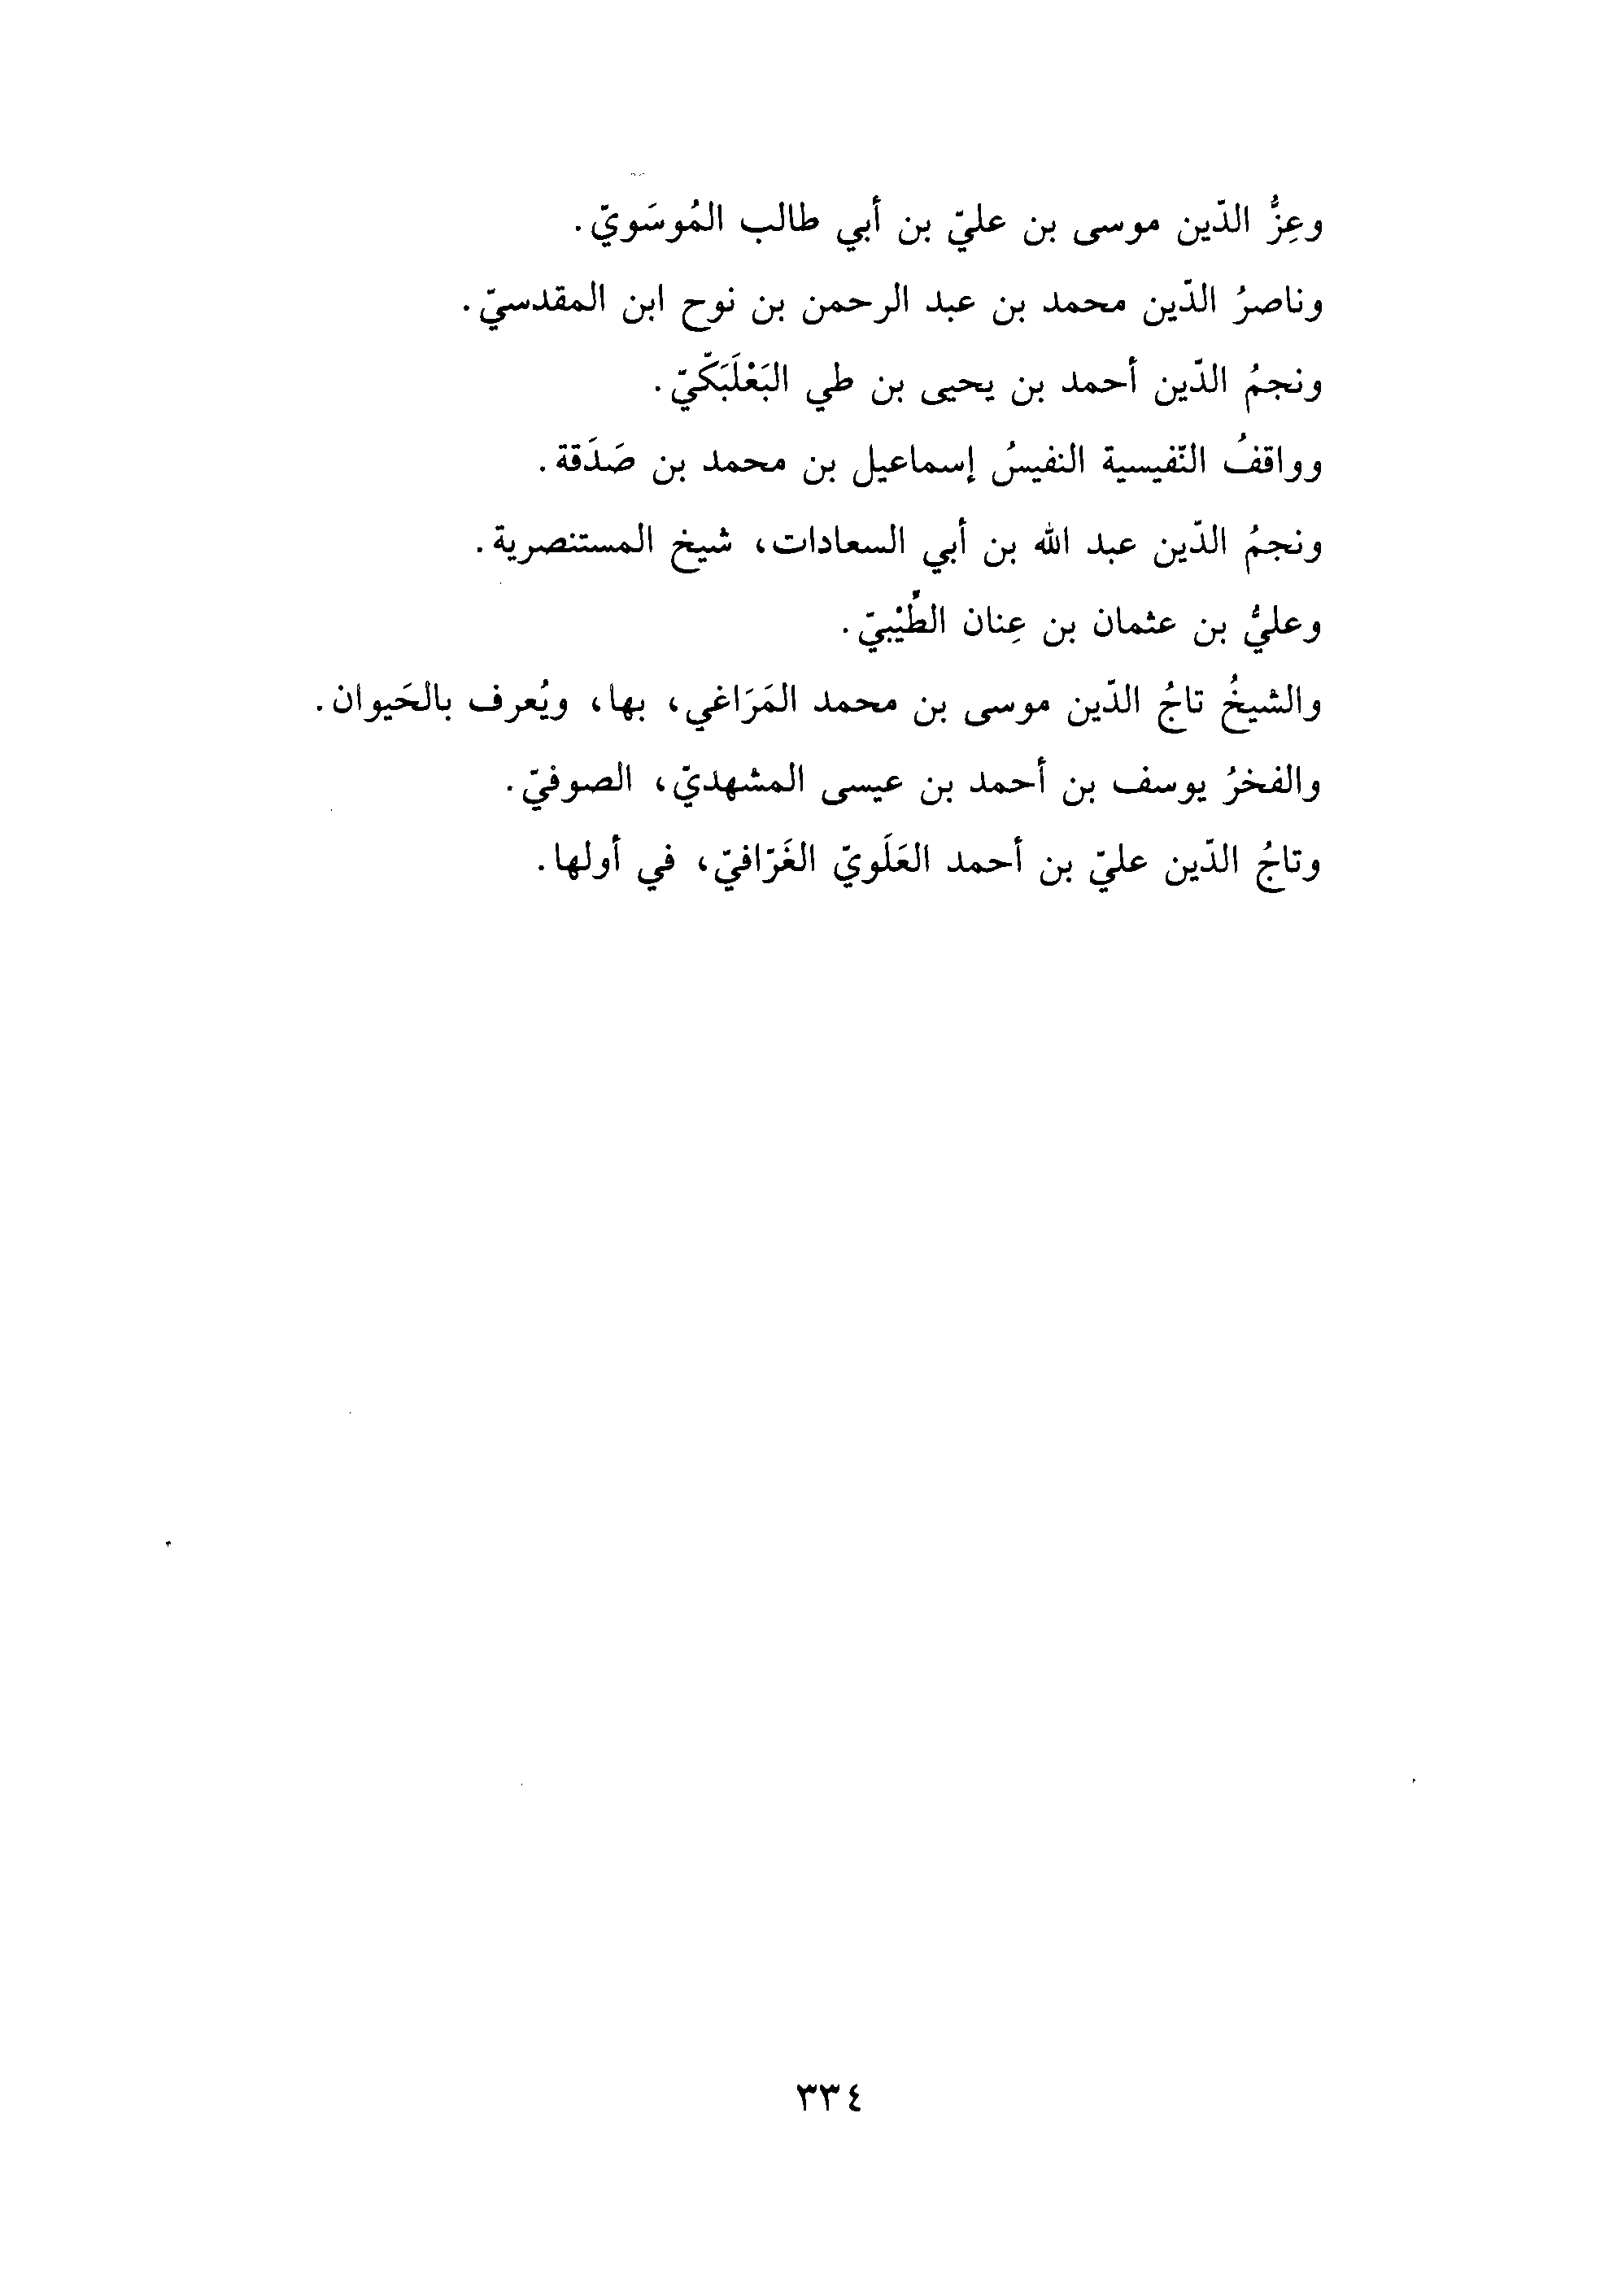 وعِزُّ الدّين موسى بن عليّ بن أبي طالب المُوسَويّ.
وناصرُ الدّين محمد بن عبد الرحمن بن نوح ابن المقدسيّ.
ونجمُ الدّين أحمد بن يحيى بن طي البَعْلَبَكّيّ.
وواقفُ النّفيسية النفيسُ إسماعيل بن محمد بن صَدَقة.
ونجمُ الدّين عبد الله بن أبي السعادات، شيخ المستنصرية.
وعليُّ بن عثمان بن عِنان الطِّيْبيّ.
والشيخُ تاجُ الدّين موسى بن محمد المَرَاغي، بها، ويُعرف بالحَيوان.
والفخرُ يوسف بن أحمد بن عيسى المشهديّ، الصوفيّ.
وتاجُ الدّين عليّ بن أحمد العَلَويّ الغَرّافيّ، في أولها.
٣٣٤